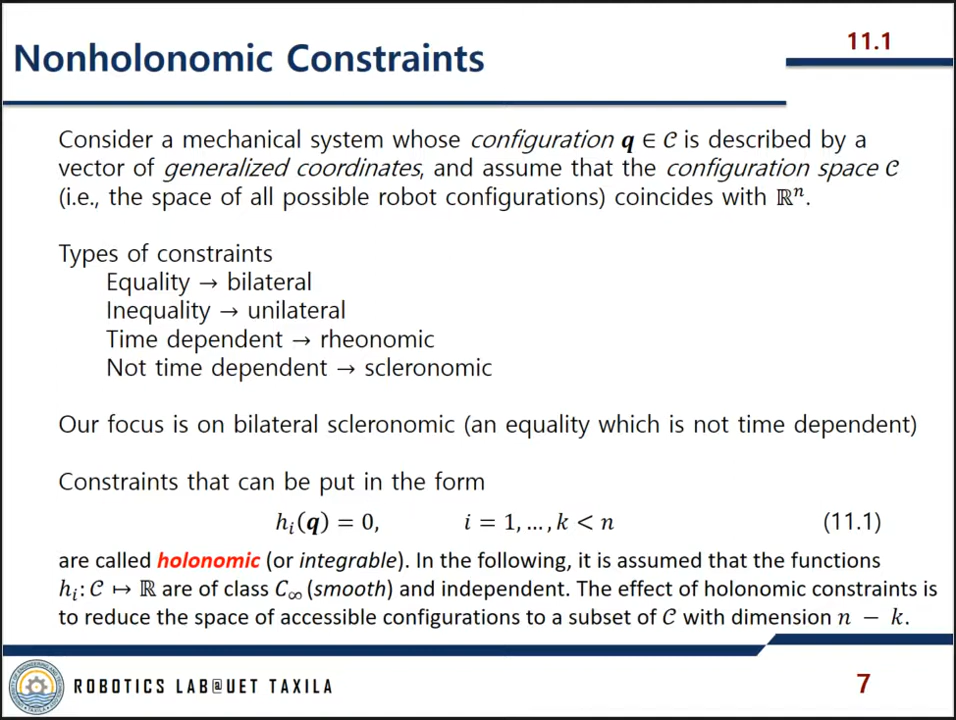 Nonholonomic Constraints
11.1
Consider a mechanical system whose configuration q ∈ 𝒞 is described by a
vector of generalized coordinates, and assume that the configuration space 𝒞
(i.e., the space of all possible robot configurations) coincides with ℝⁿ.
Types of constraints
Equality → bilateral
Inequality → unilateral
Time dependent → rheonomic
Not time dependent → scleronomic
Our focus is on bilateral scleronomic (an equality which is not time dependent)
Constraints that can be put in the form
hᵢ(q) = 0, i = 1, …, k < n (11.1)
are called holonomic (or integrable). In the following, it is assumed that the functions
hᵢ: 𝒞 ↦ ℝ are of class C∞ (smooth) and independent. The effect of holonomic constraints is
to reduce the space of accessible configurations to a subset of 𝒞 with dimension n − k.
ROBOTICS LAB@UET TAXILA
7